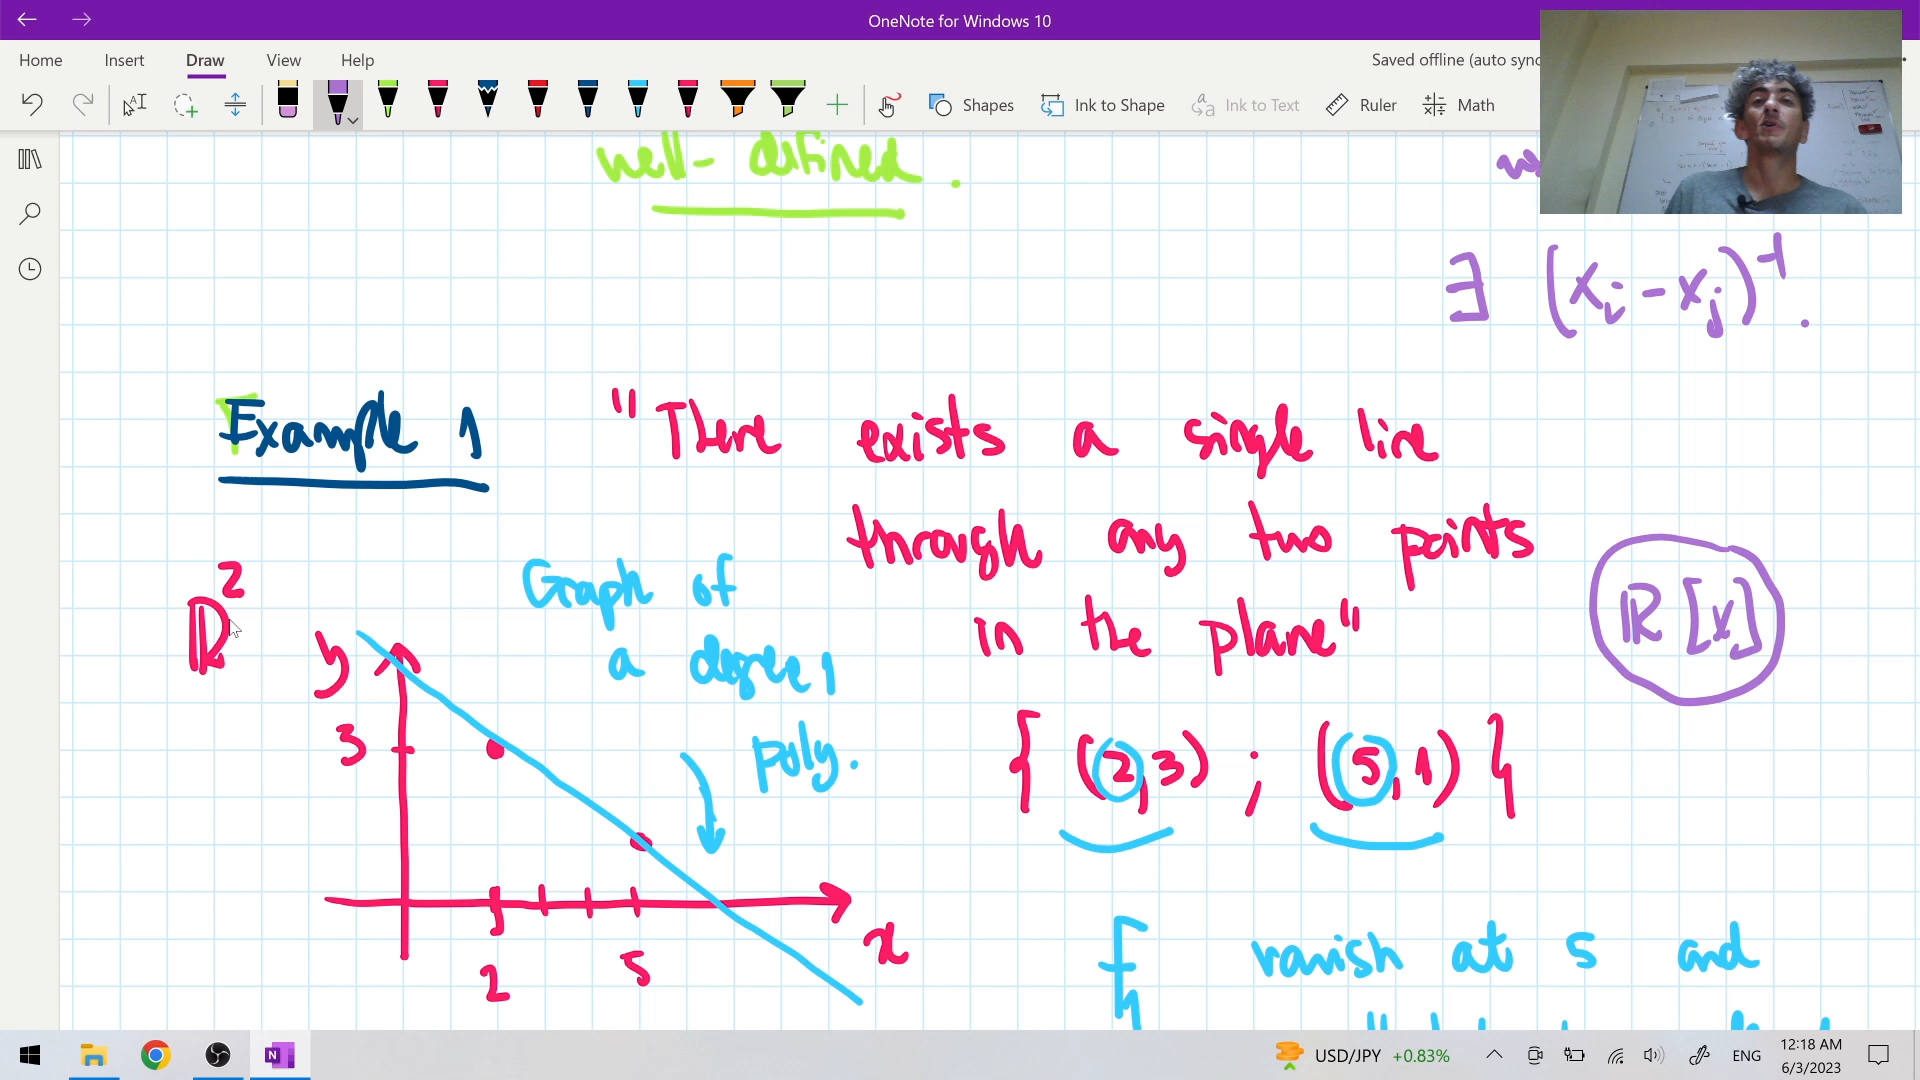 OneNote for Windows 10
Home Insert Draw View Help
Saved offline (auto sync
Shapes Ink to Shape Ink to Text Ruler Math
well-defined.
∃ (xᵢ - xⱼ)⁻¹.
Example 1
"There exists a single line
through any two points
in the plane"
ℝ²
Graph of
a degree 1
poly.
ℝ[x]
y
3
{ (2,3) ; (5,1) }
x
2 5
vanish at 5 and
USD/JPY +0.83%
ENG
12:18 AM
6/3/2023